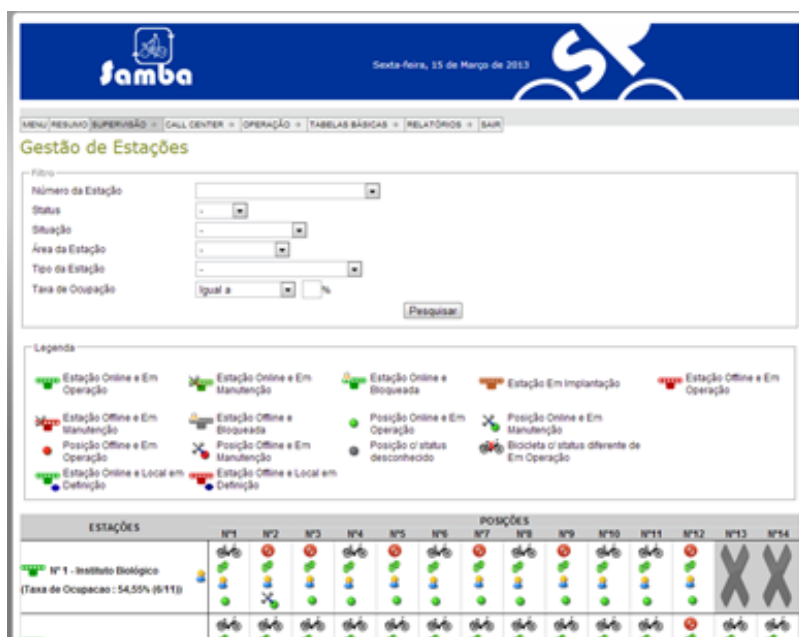 Samba
Sexta-feira, 15 de Março de 2013
MENU RESUMO SUPERVISÃO CALL CENTER OPERAÇÃO TABELAS BÁSICAS RELATÓRIOS SAIR
Gestão de Estações
Filtro
Número da Estação
Status -
Situação -
Área da Estação -
Tipo da Estação -
Taxa de Ocupação Igual a %
Pesquisar
Legenda
Estação Online e Em Operação
Estação Online e Em Manutenção
Estação Online e Bloqueada
Estação Em Implantação
Estação Offline e Em Operação
Estação Offline e Em Manutenção
Estação Offline e Bloqueada
Posição Online e Em Operação
Posição Online e Em Manutenção
Posição Offline e Em Operação
Posição Offline e Em Manutenção
Posição c/ status desconhecido
Bicicleta c/ status diferente de Em Operação
Estação Online e Local em Definição
Estação Offline e Local em Definição
ESTAÇÕES
POSIÇÕES
Nº1 Nº2 Nº3 Nº4 Nº5 Nº6 Nº7 Nº8 Nº9 Nº10 Nº11 Nº12 Nº13 Nº14
Nº 1 - Instituto Biológico
(Taxa de Ocupacao : 54,55% (6/11))